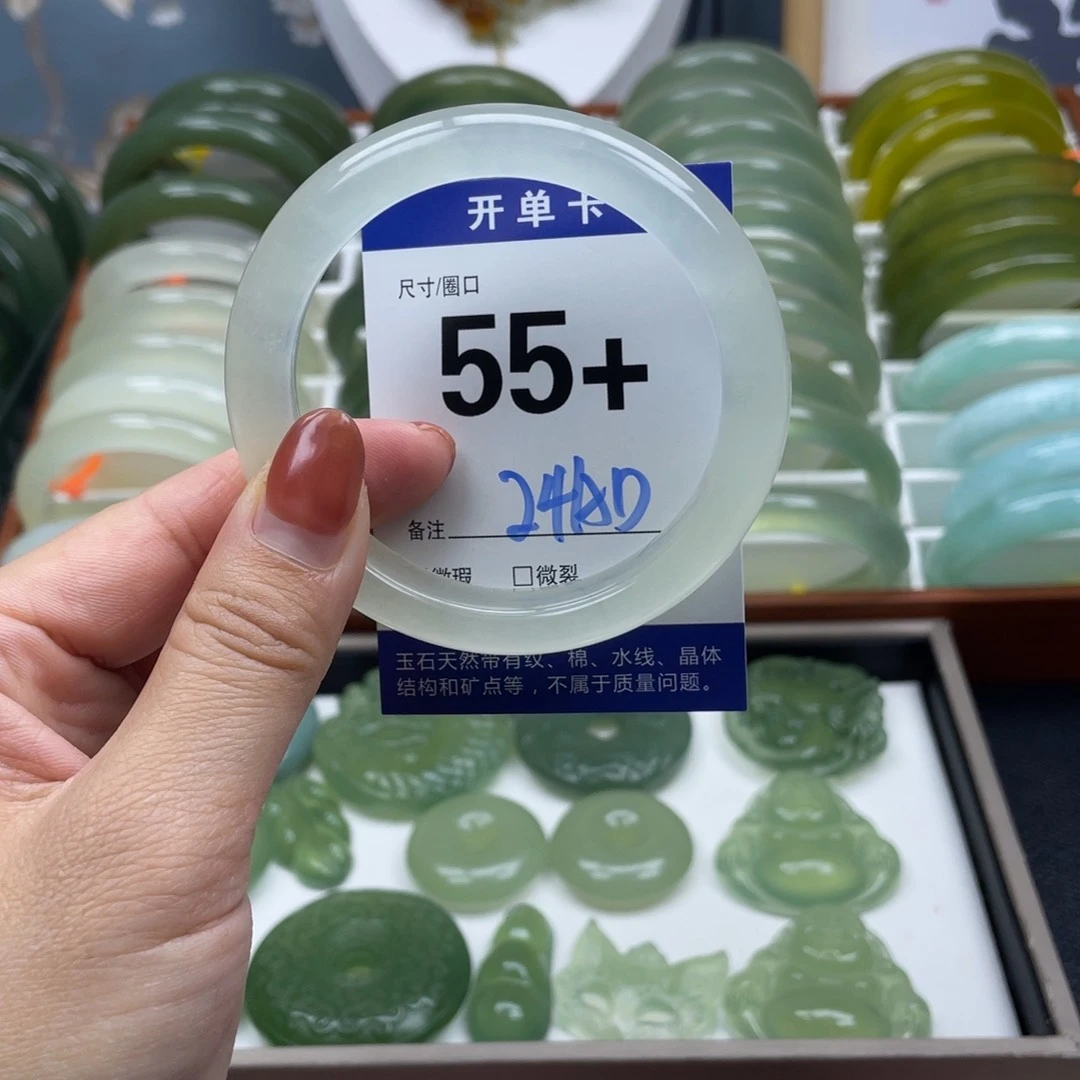 开单卡
尺寸/圈口
55+
备注
微瑕 □微裂
玉石天然带有纹、棉、水线、晶体
结构和矿点等，不属于质量问题。